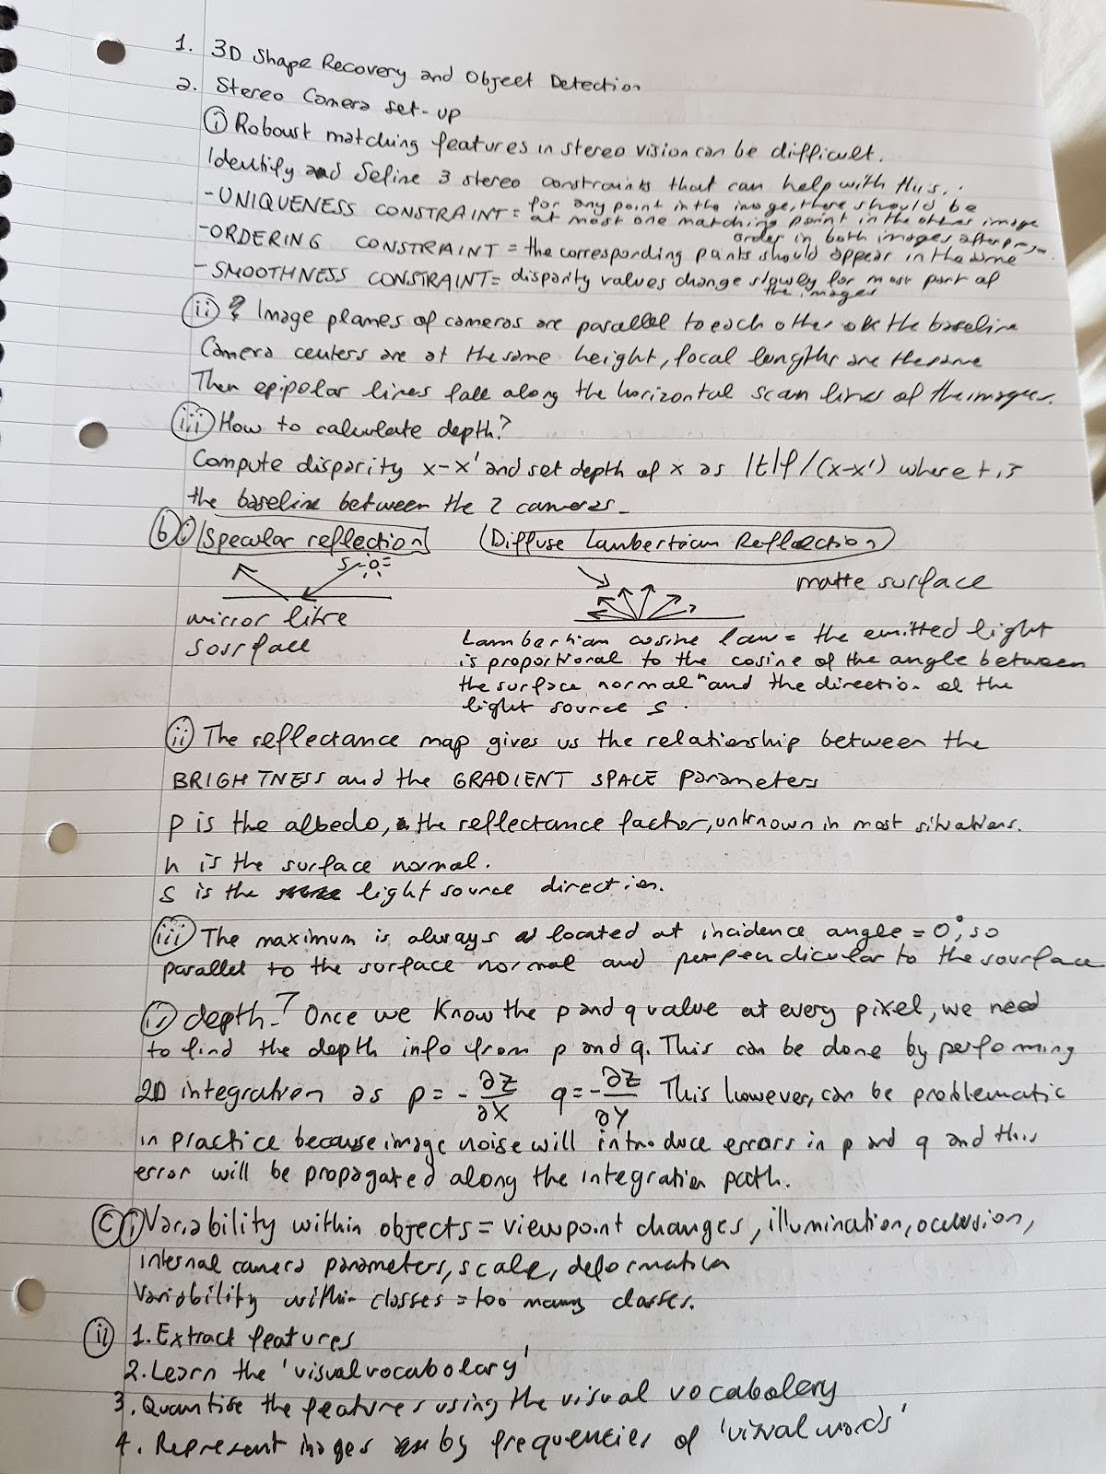 1. 3D Shape Recovery and Object Detection
2. Stereo Camera set-up
(i) Roboust matching features in stereo vision can be difficult.
Identify and Define 3 stereo constraints that can help with this.
- UNIQUENESS CONSTRAINT = for any point in the image, there should be
at most one matching point in the other image
- ORDERING CONSTRAINT = the corresponding points should appear in the same
order in both images, after
- SMOOTHNESS CONSTRAINT = disparity values change slowly for most part of
the images
(ii) Image planes of cameras are parallel to each other the baseline
Camera centers are at the same height, focal lengths are the same
Then epipolar lines fall along the horizontal scan lines of the images.
(iii) How to calculate depth?
Compute disparity x-x' and set depth of x as |t|f/(x-x') where t is
the baseline between the 2 cameras.
(b)(i) Specular reflection Diffuse Lambertian Reflection
matte surface
mirror like
surface
Lambertian cosine law = the emitted light
is proportional to the cosine of the angle between
the surface normal "and the direction of the
light source s.
(ii) The reflectance map gives us the relationship between the
BRIGHTNESS and the GRADIENT SPACE parameters
p is the albedo, the reflectance factor, unknown in most situations.
n is the surface normal.
s is the light source direction.
(iii) The maximum is always located at incidence angle = 0°, so
parallel to the surface normal and perpendicular to the sourface
depth? Once we know the p and q value at every pixel, we need
to find the depth info from p and q. This can be done by performing
2D integration as p = -∂Z/∂X q = -∂Z/∂Y This however, can be problematic
in practice because image noise will introduce errors in p and q and this
error will be propagated along the integration path.
(c)(i) Variability within objects = viewpoint changes, illumination, occlusion,
internal camera parameters, scale, deformation
Variability within classes = too many classes.
(ii) 1. Extract features
2. Learn the 'visual vocabolary'
3. Quantise the features using the visual vocabolary
4. Represent images by frequencies of 'visual words'